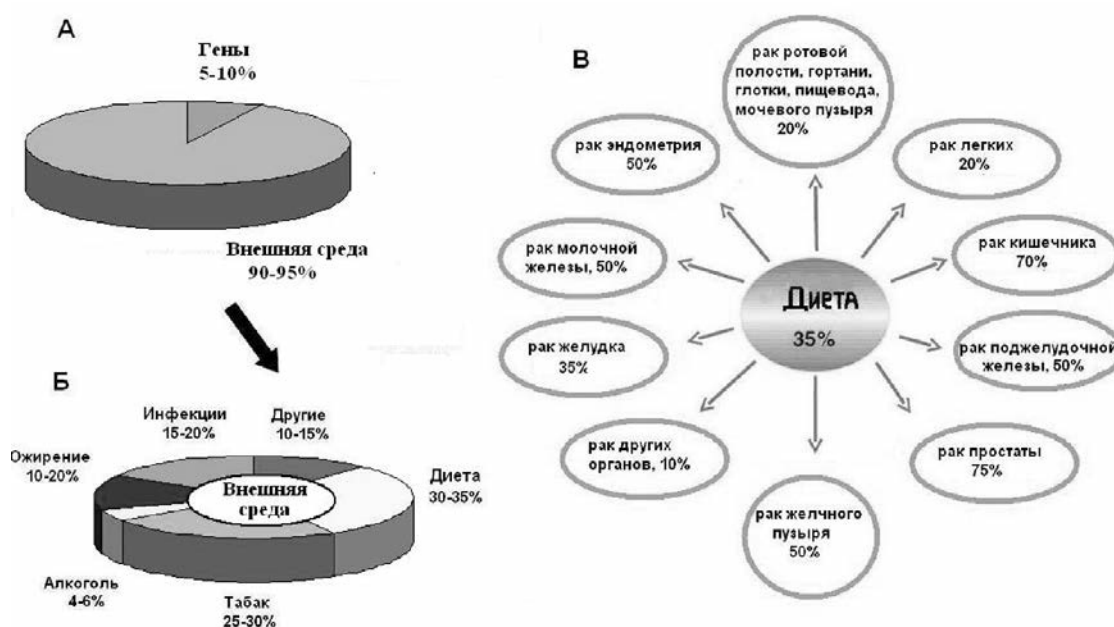 А
Гены
5-10%
Внешняя среда
90-95%
Б
Инфекции
15-20%
Другие
10-15%
Ожирение
10-20%
Диета
30-35%
Внешняя
среда
Алкоголь
4-6%
Табак
25-30%
В
рак ротовой
полости, гортани,
глотки, пищевода,
мочевого пузыря
20%
рак эндометрия
50%
рак легких
20%
рак молочной
железы, 50%
рак кишечника
70%
Диета
35%
рак желудка
35%
рак поджелудочной
железы, 50%
рак других
органов, 10%
рак простаты
75%
рак желчного
пузыря
50%